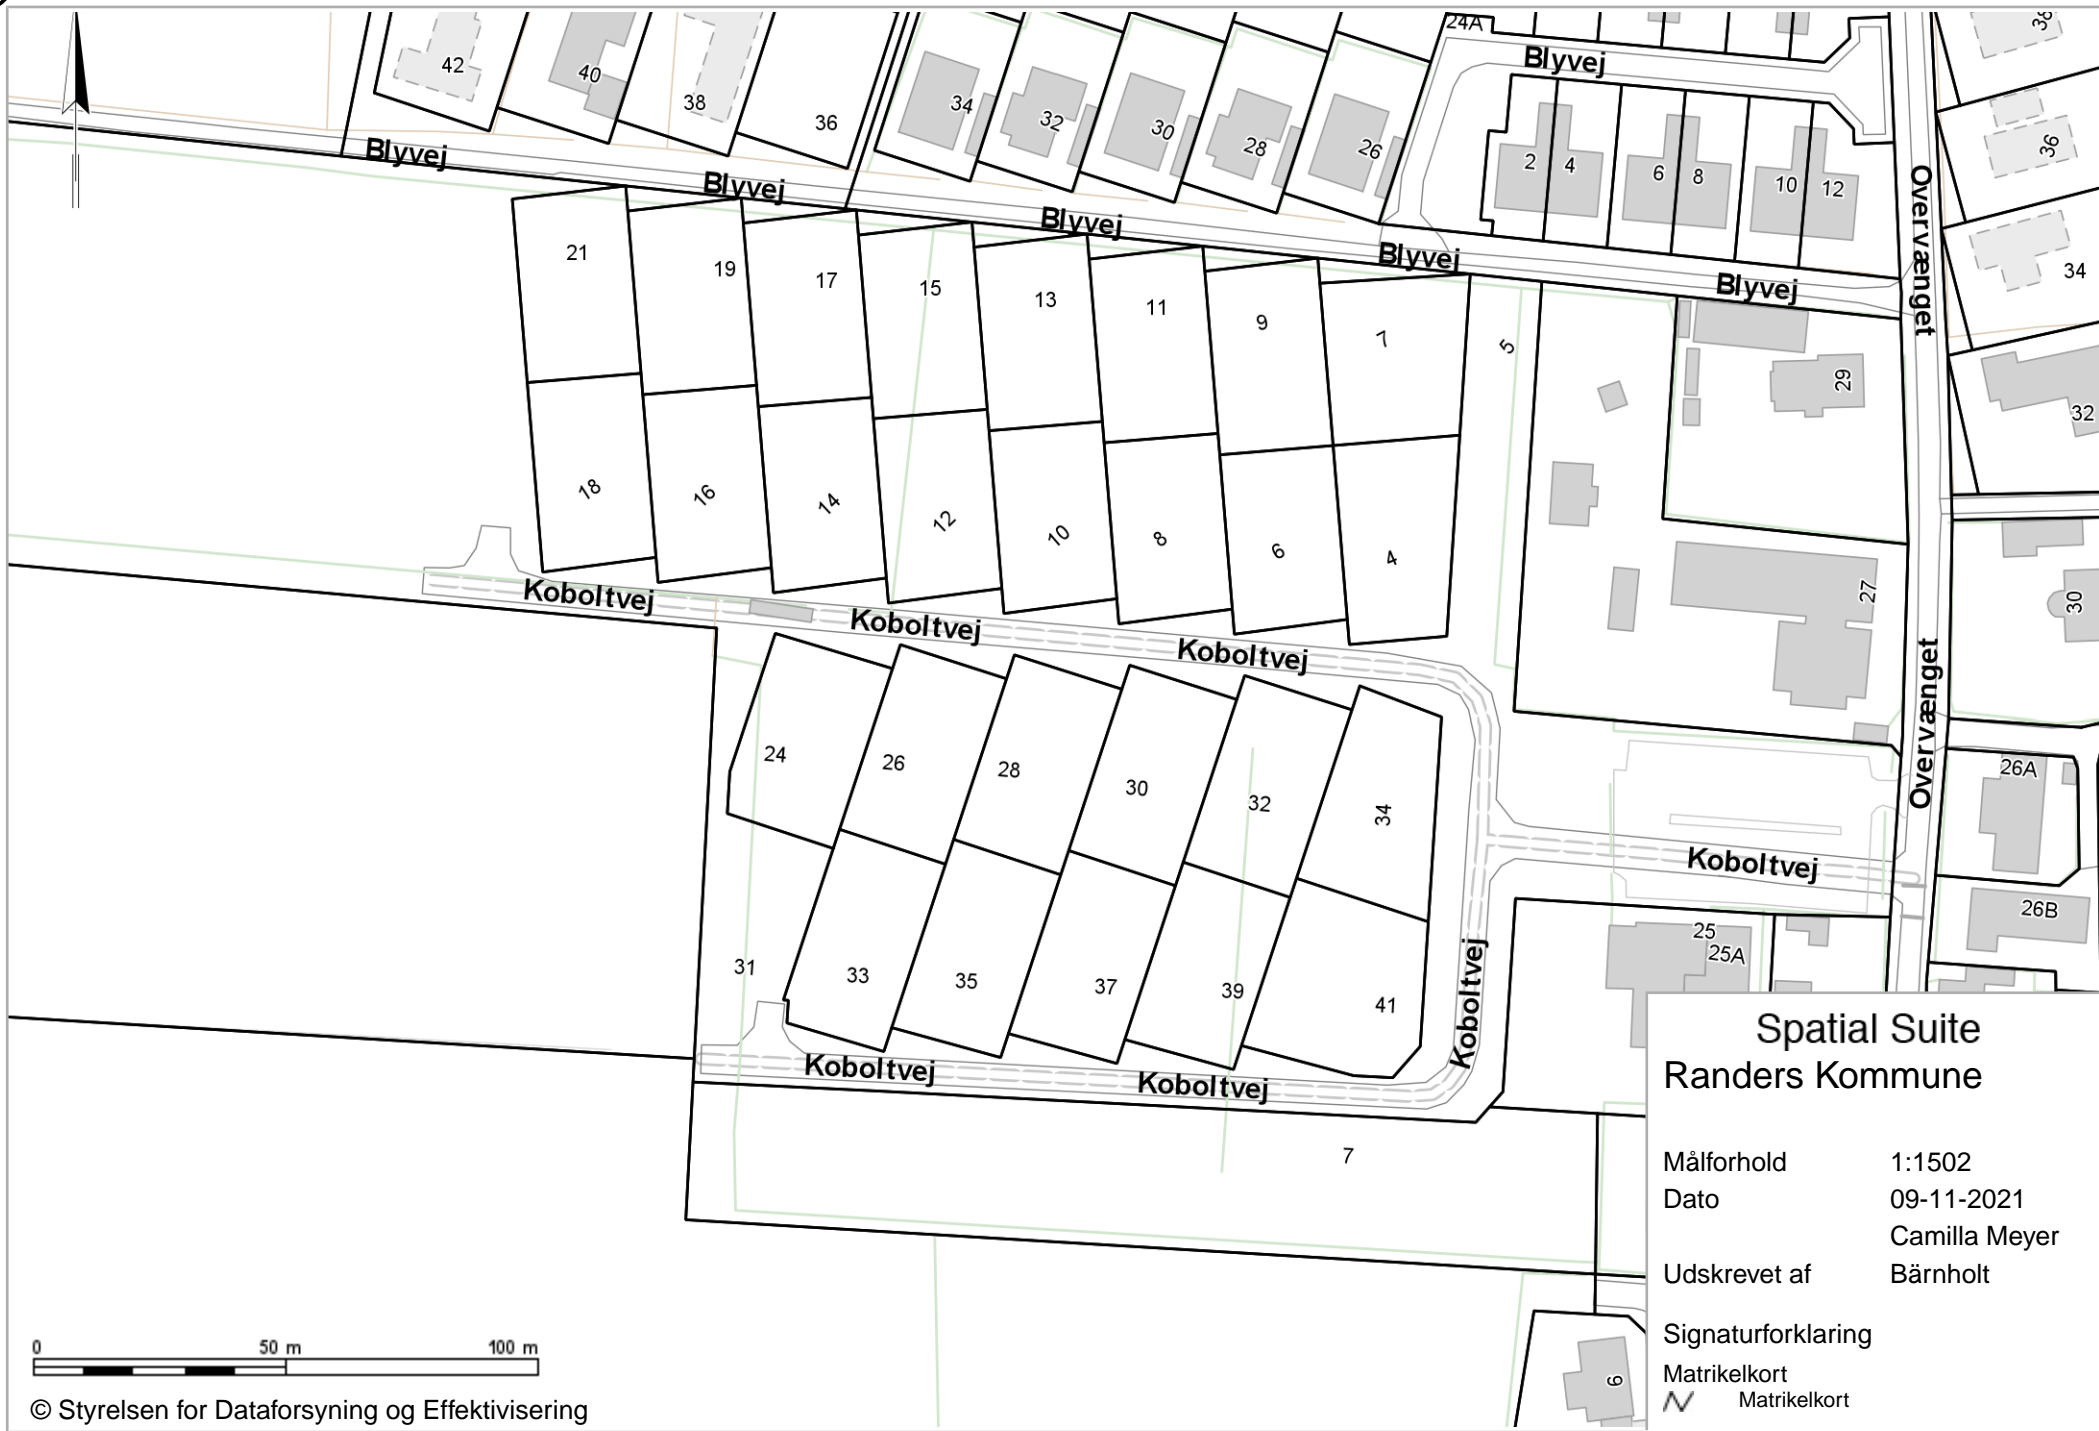 24A
38
42
40
38
36
34
32
30
28
26
Blyvej
2
4
6
8
10
12
36
34
32
Blyvej
Blyvej
Blyvej
Blyvej
Blyvej
Overvænget
21
19
17
15
13
11
9
7
5
29
18
16
14
12
10
8
6
4
27
30
Koboltvej
Koboltvej
Koboltvej
Overvænget
24
26
28
30
32
34
26A
Koboltvej
26B
31
33
35
37
39
41
25
25A
Koboltvej
Koboltvej
Koboltvej
7
6
Spatial Suite
Randers Kommune
Målforhold 1:1502
Dato 09-11-2021
Camilla Meyer
Udskrevet af Bärnholt
Signaturforklaring
Matrikelkort
Matrikelkort
0 50 m 100 m
© Styrelsen for Dataforsyning og Effektivisering